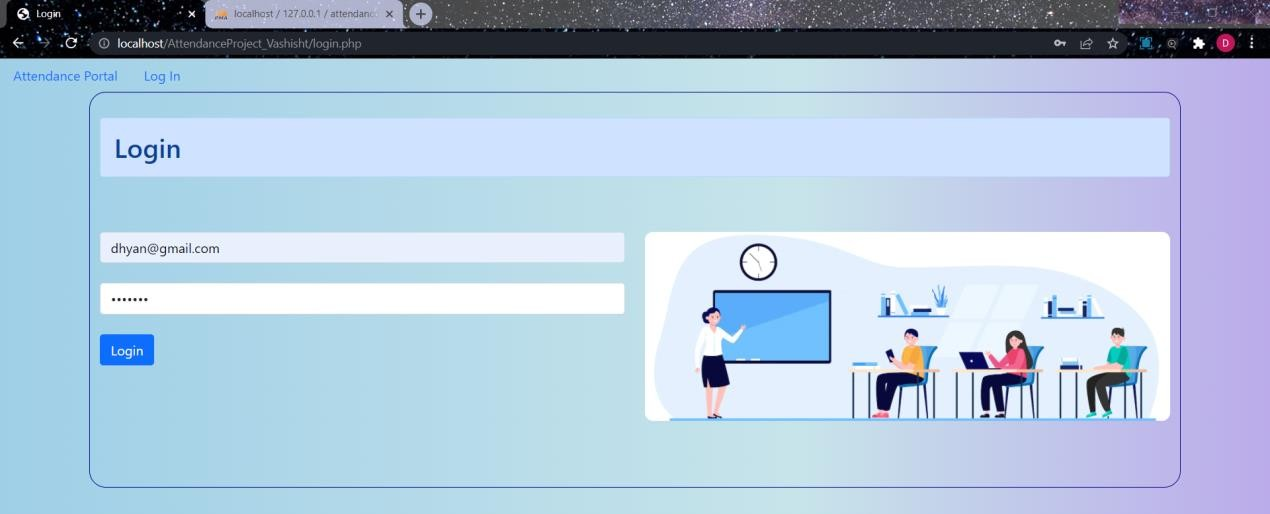 Login
localhost / 127.0.0.1 / attendanc
localhost/AttendanceProject_Vashisht/login.php
D
Attendance Portal Log In
Login
dhyan@gmail.com
•••••••
Login